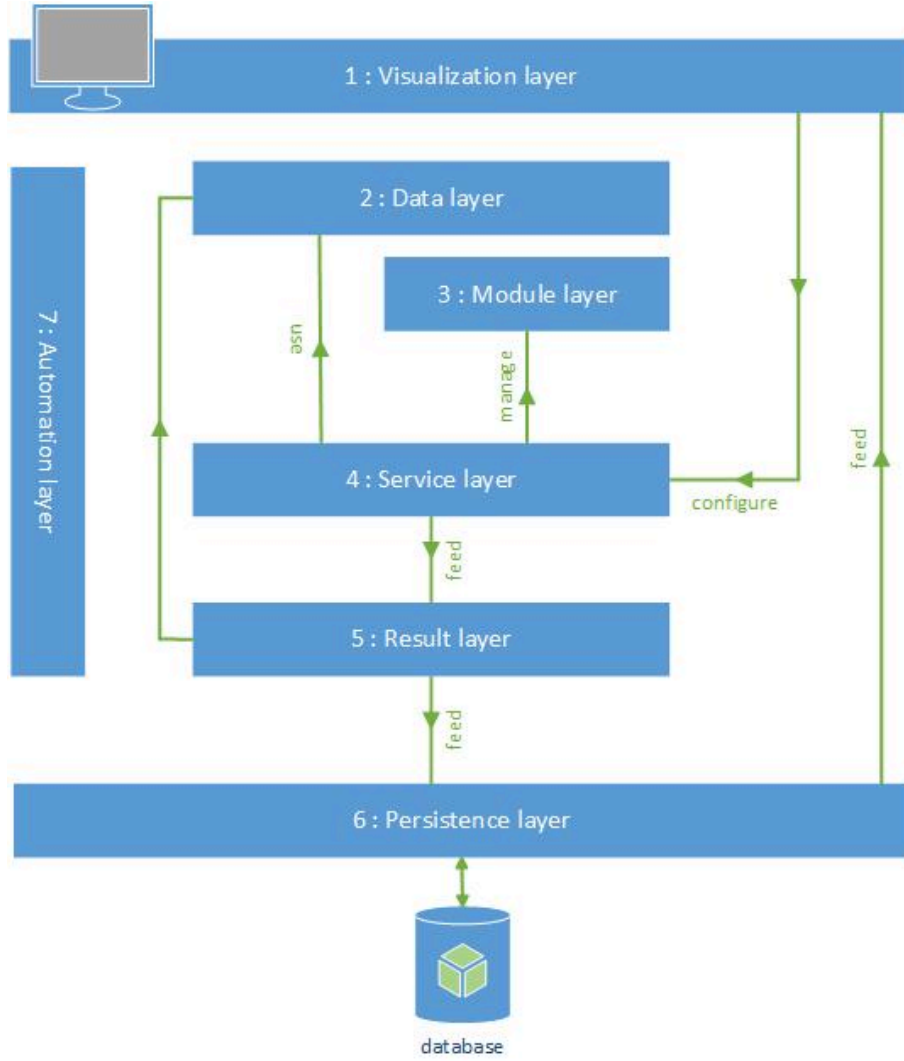 1 : Visualization layer
2 : Data layer
3 : Module layer
7 : Automation layer
use
manage
feed
4 : Service layer
configure
feed
5 : Result layer
feed
6 : Persistence layer
database